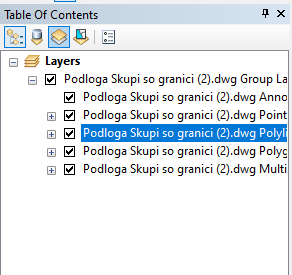 Table Of Contents
Layers
Podloga Skupi so granici (2).dwg Group La
Podloga Skupi so granici (2).dwg Anno
Podloga Skupi so granici (2).dwg Point
Podloga Skupi so granici (2).dwg Polyli
Podloga Skupi so granici (2).dwg Polyg
Podloga Skupi so granici (2).dwg Multi